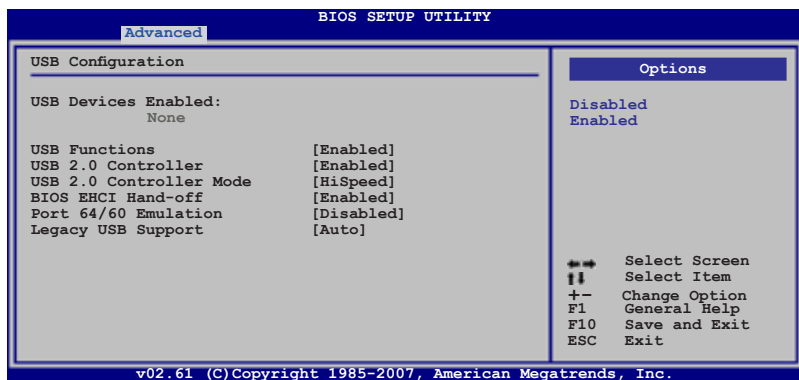 BIOS SETUP UTILITY
Advanced
USB Configuration
USB Devices Enabled:
None
USB Functions [Enabled]
USB 2.0 Controller [Enabled]
USB 2.0 Controller Mode [HiSpeed]
BIOS EHCI Hand-off [Enabled]
Port 64/60 Emulation [Disabled]
Legacy USB Support [Auto]
Options
Disabled
Enabled
←→ Select Screen
↑↓ Select Item
+- Change Option
F1 General Help
F10 Save and Exit
ESC Exit
v02.61 (C)Copyright 1985-2007, American Megatrends, Inc.